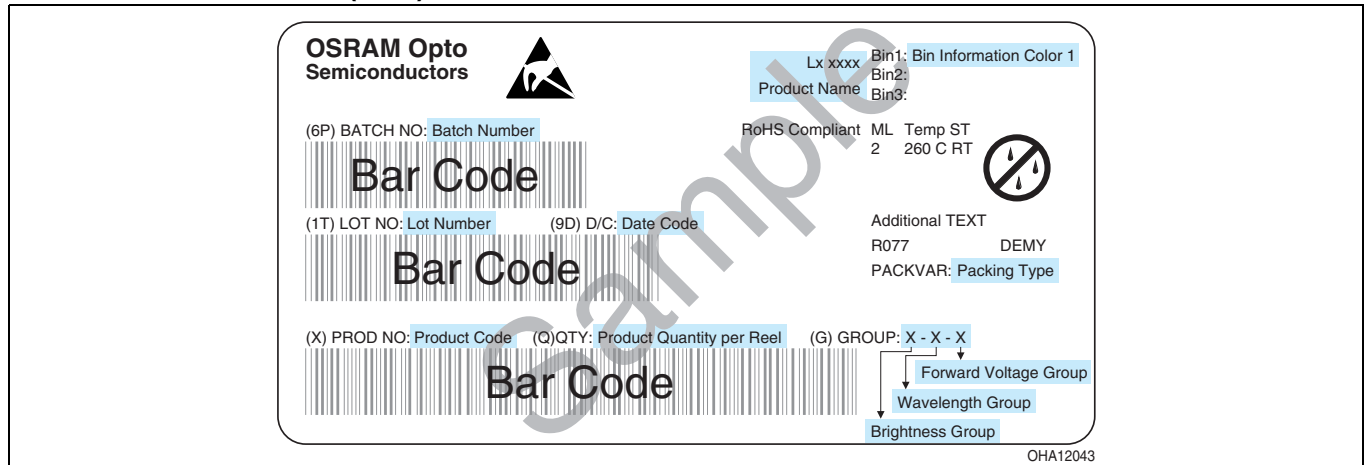 OSRAM Opto
Semiconductors
Lx xxxx
Product Name
Bin1: Bin Information Color 1
Bin2:
Bin3:
(6P) BATCH NO: Batch Number
Bar Code
RoHS Compliant
ML Temp ST
2 260 C RT
(1T) LOT NO: Lot Number (9D) D/C: Date Code
Bar Code
Additional TEXT
R077 DEMY
PACKVAR: Packing Type
(X) PROD NO: Product Code (Q)QTY: Product Quantity per Reel (G) GROUP: X - X - X
Bar Code
Forward Voltage Group
Wavelength Group
Brightness Group
Sample
OHA12043